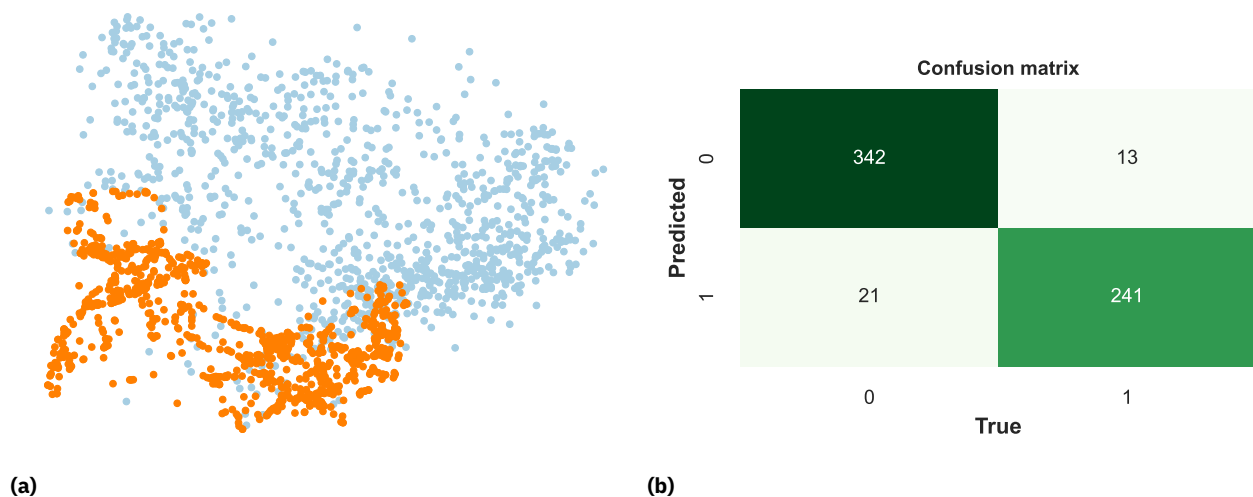 Confusion matrix
Predicted
0
342
13
1
21
241
0
1
True
(a)
(b)